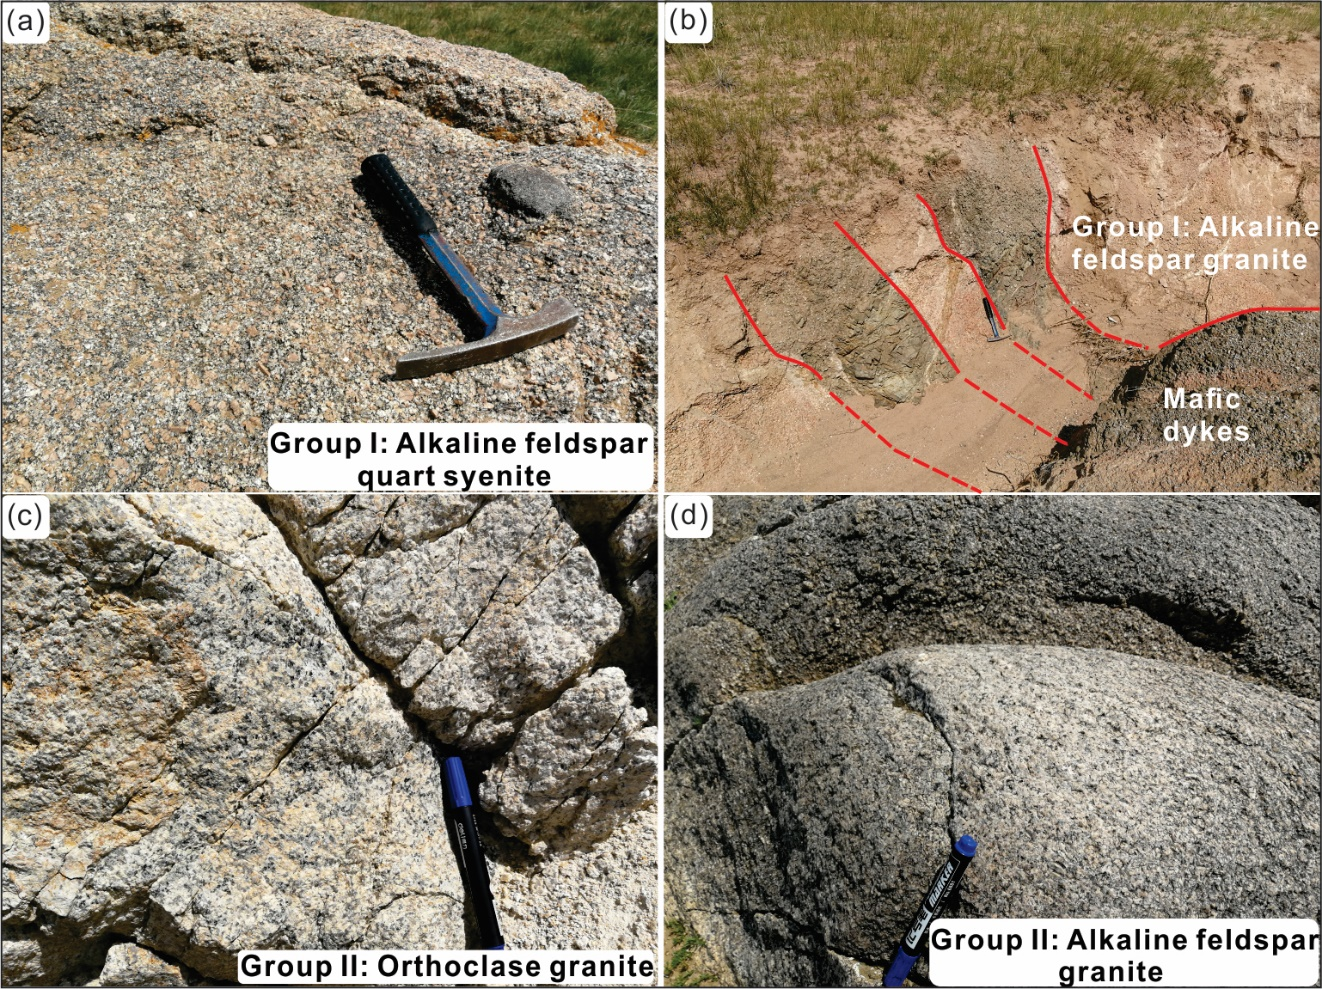 (a)
Group I: Alkaline feldspar
quart syenite
(b)
Group I: Alkaline
feldspar granite
Mafic
dykes
(c)
Group II: Orthoclase granite
(d)
MARKER
Group II: Alkaline feldspar
granite